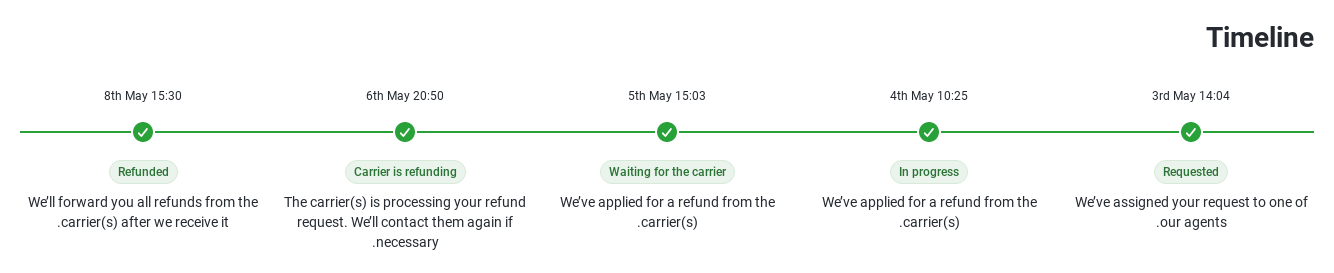 Timeline
3rd May 14:04
Requested
We’ve assigned your request to one of
.our agents
4th May 10:25
In progress
We’ve applied for a refund from the
.carrier(s)
5th May 15:03
Waiting for the carrier
We’ve applied for a refund from the
.carrier(s)
6th May 20:50
Carrier is refunding
The carrier(s) is processing your refund
request. We’ll contact them again if
.necessary
8th May 15:30
Refunded
We’ll forward you all refunds from the
.carrier(s) after we receive it